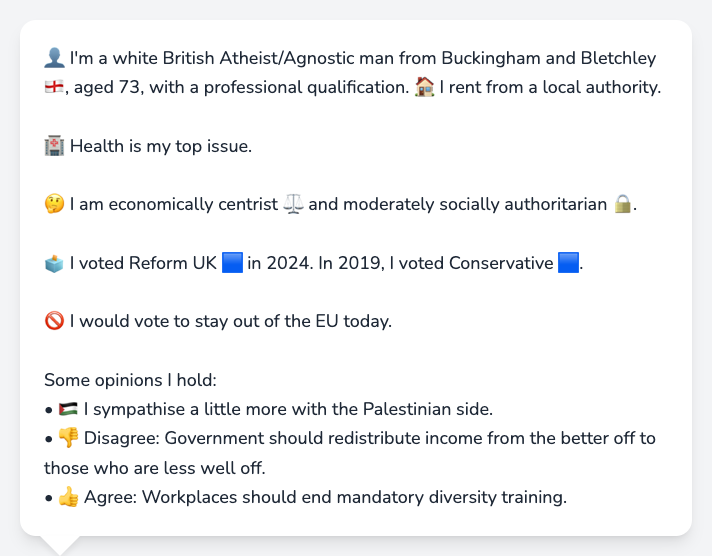 👤 I'm a white British Atheist/Agnostic man from Buckingham and Bletchley
🏴󠁧󠁢󠁥󠁮󠁧󠁿, aged 73, with a professional qualification. 🏠 I rent from a local authority.
🏥 Health is my top issue.
🤔 I am economically centrist ⚖️ and moderately socially authoritarian 🔒.
🗳️ I voted Reform UK 🟦 in 2024. In 2019, I voted Conservative 🟦.
🚫 I would vote to stay out of the EU today.
Some opinions I hold:
• 🇵🇸 I sympathise a little more with the Palestinian side.
• 👎 Disagree: Government should redistribute income from the better off to
those who are less well off.
• 👍 Agree: Workplaces should end mandatory diversity training.